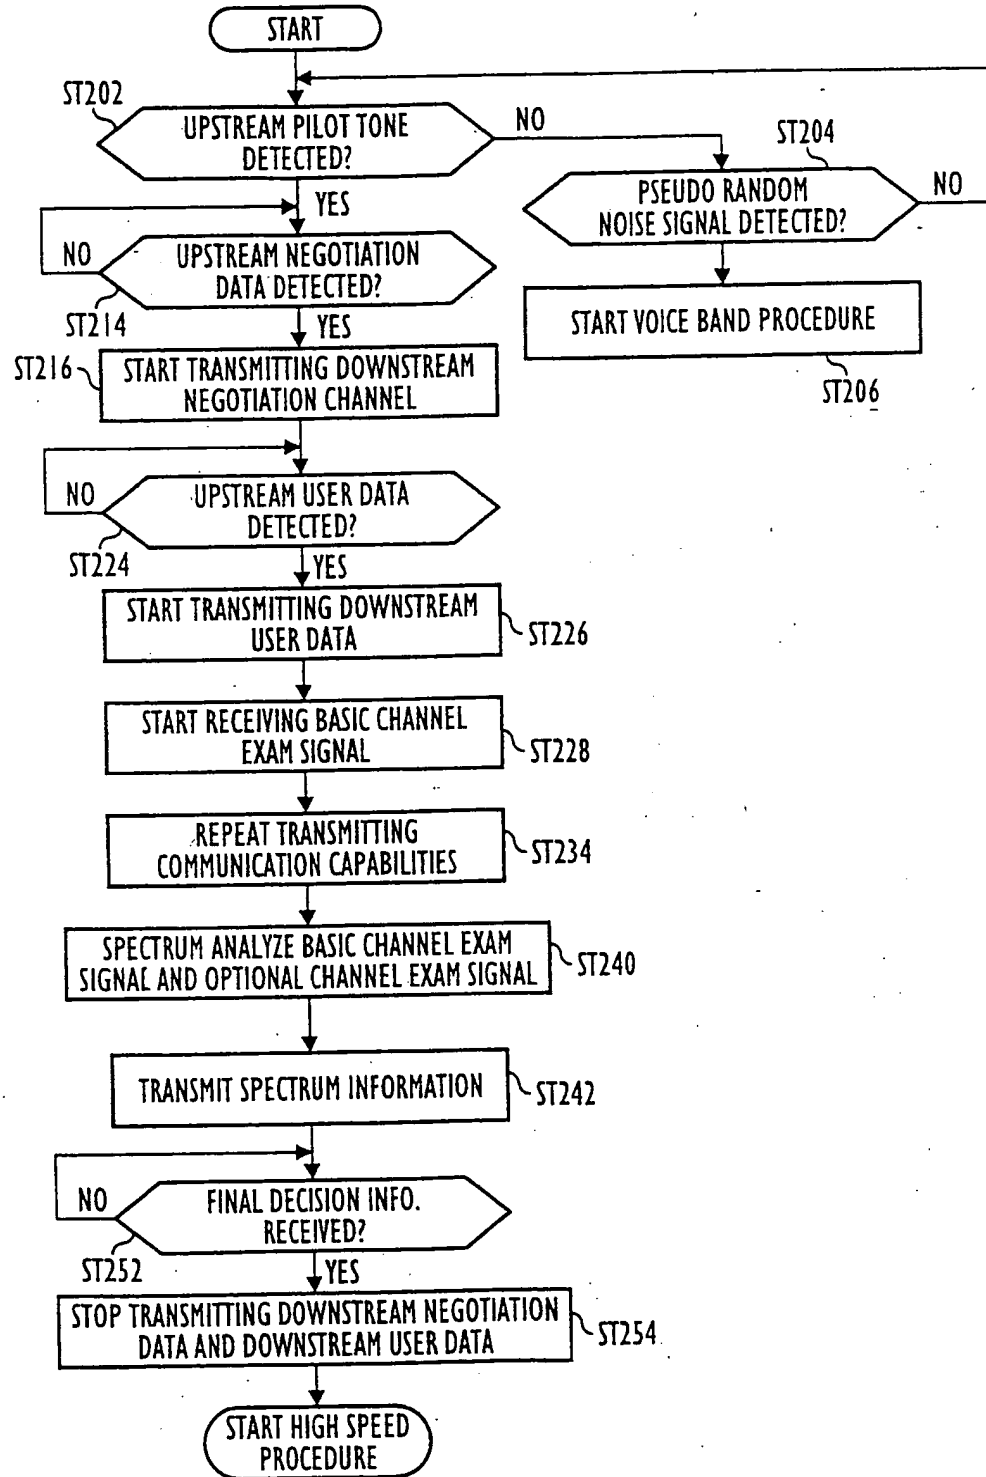 START
ST202
UPSTREAM PILOT TONE
DETECTED?
NO
ST204
PSEUDO RANDOM
NOISE SIGNAL DETECTED?
NO
YES
NO
UPSTREAM NEGOTIATION
DATA DETECTED?
ST214
YES
START VOICE BAND PROCEDURE
ST206
ST216
START TRANSMITTING DOWNSTREAM
NEGOTIATION CHANNEL
NO
UPSTREAM USER DATA
DETECTED?
ST224
YES
START TRANSMITTING DOWNSTREAM
USER DATA
ST226
START RECEIVING BASIC CHANNEL
EXAM SIGNAL
ST228
REPEAT TRANSMITTING
COMMUNICATION CAPABILITIES
ST234
SPECTRUM ANALYZE BASIC CHANNEL EXAM
SIGNAL AND OPTIONAL CHANNEL EXAM SIGNAL
ST240
TRANSMIT SPECTRUM INFORMATION
ST242
NO
FINAL DECISION INFO.
RECEIVED?
ST252
YES
STOP TRANSMITTING DOWNSTREAM NEGOTIATION
DATA AND DOWNSTREAM USER DATA
ST254
START HIGH SPEED
PROCEDURE